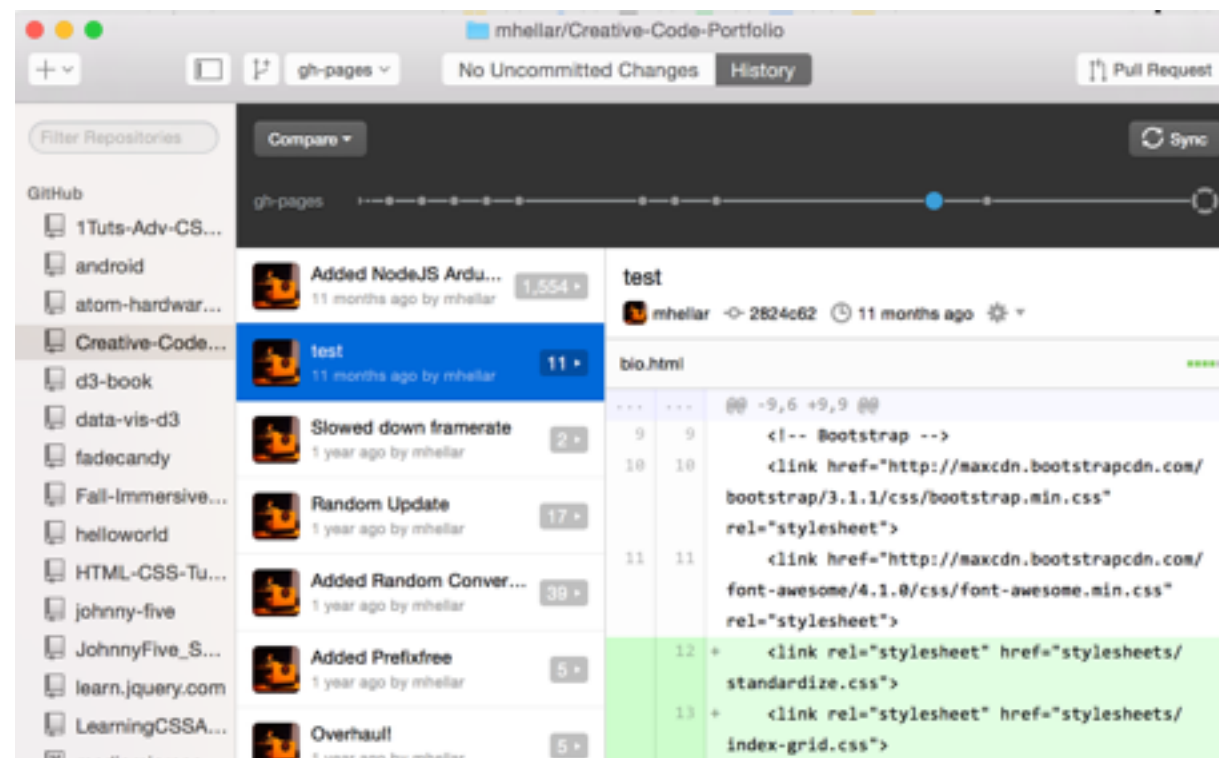 mhellar/Creative-Code-Portfolio
gh-pages
No Uncommitted Changes
History
Pull Request
Filter Repositories
Compare
Sync
gh-pages
GitHub
1Tuts-Adv-CS...
android
atom-hardwar...
Creative-Code...
d3-book
data-vis-d3
fadecandy
Fall-Immersive...
helloworld
HTML-CSS-Tu...
johnny-five
JohnnyFive_S...
learn.jquery.com
LearningCSSA...
Added NodeJS Ardu...
1,554
11 months ago by mhellar
test
11
11 months ago by mhellar
Slowed down framerate
2
1 year ago by mhellar
Random Update
17
1 year ago by mhellar
Added Random Conver...
39
1 year ago by mhellar
Added Prefixfree
5
1 year ago by mhellar
Overhaul!
5
1 year ago by mhellar
test
mhellar 2824c62 11 months ago
bio.html
... ... @@ -9,6 +9,9 @@
9 9 <!-- Bootstrap -->
10 10 <link href="http://maxcdn.bootstrapcdn.com/
bootstrap/3.1.1/css/bootstrap.min.css"
rel="stylesheet">
11 11 <link href="http://maxcdn.bootstrapcdn.com/
font-awesome/4.1.0/css/font-awesome.min.css"
rel="stylesheet">
12 + <link rel="stylesheet" href="stylesheets/
standardize.css">
13 + <link rel="stylesheet" href="stylesheets/
index-grid.css">